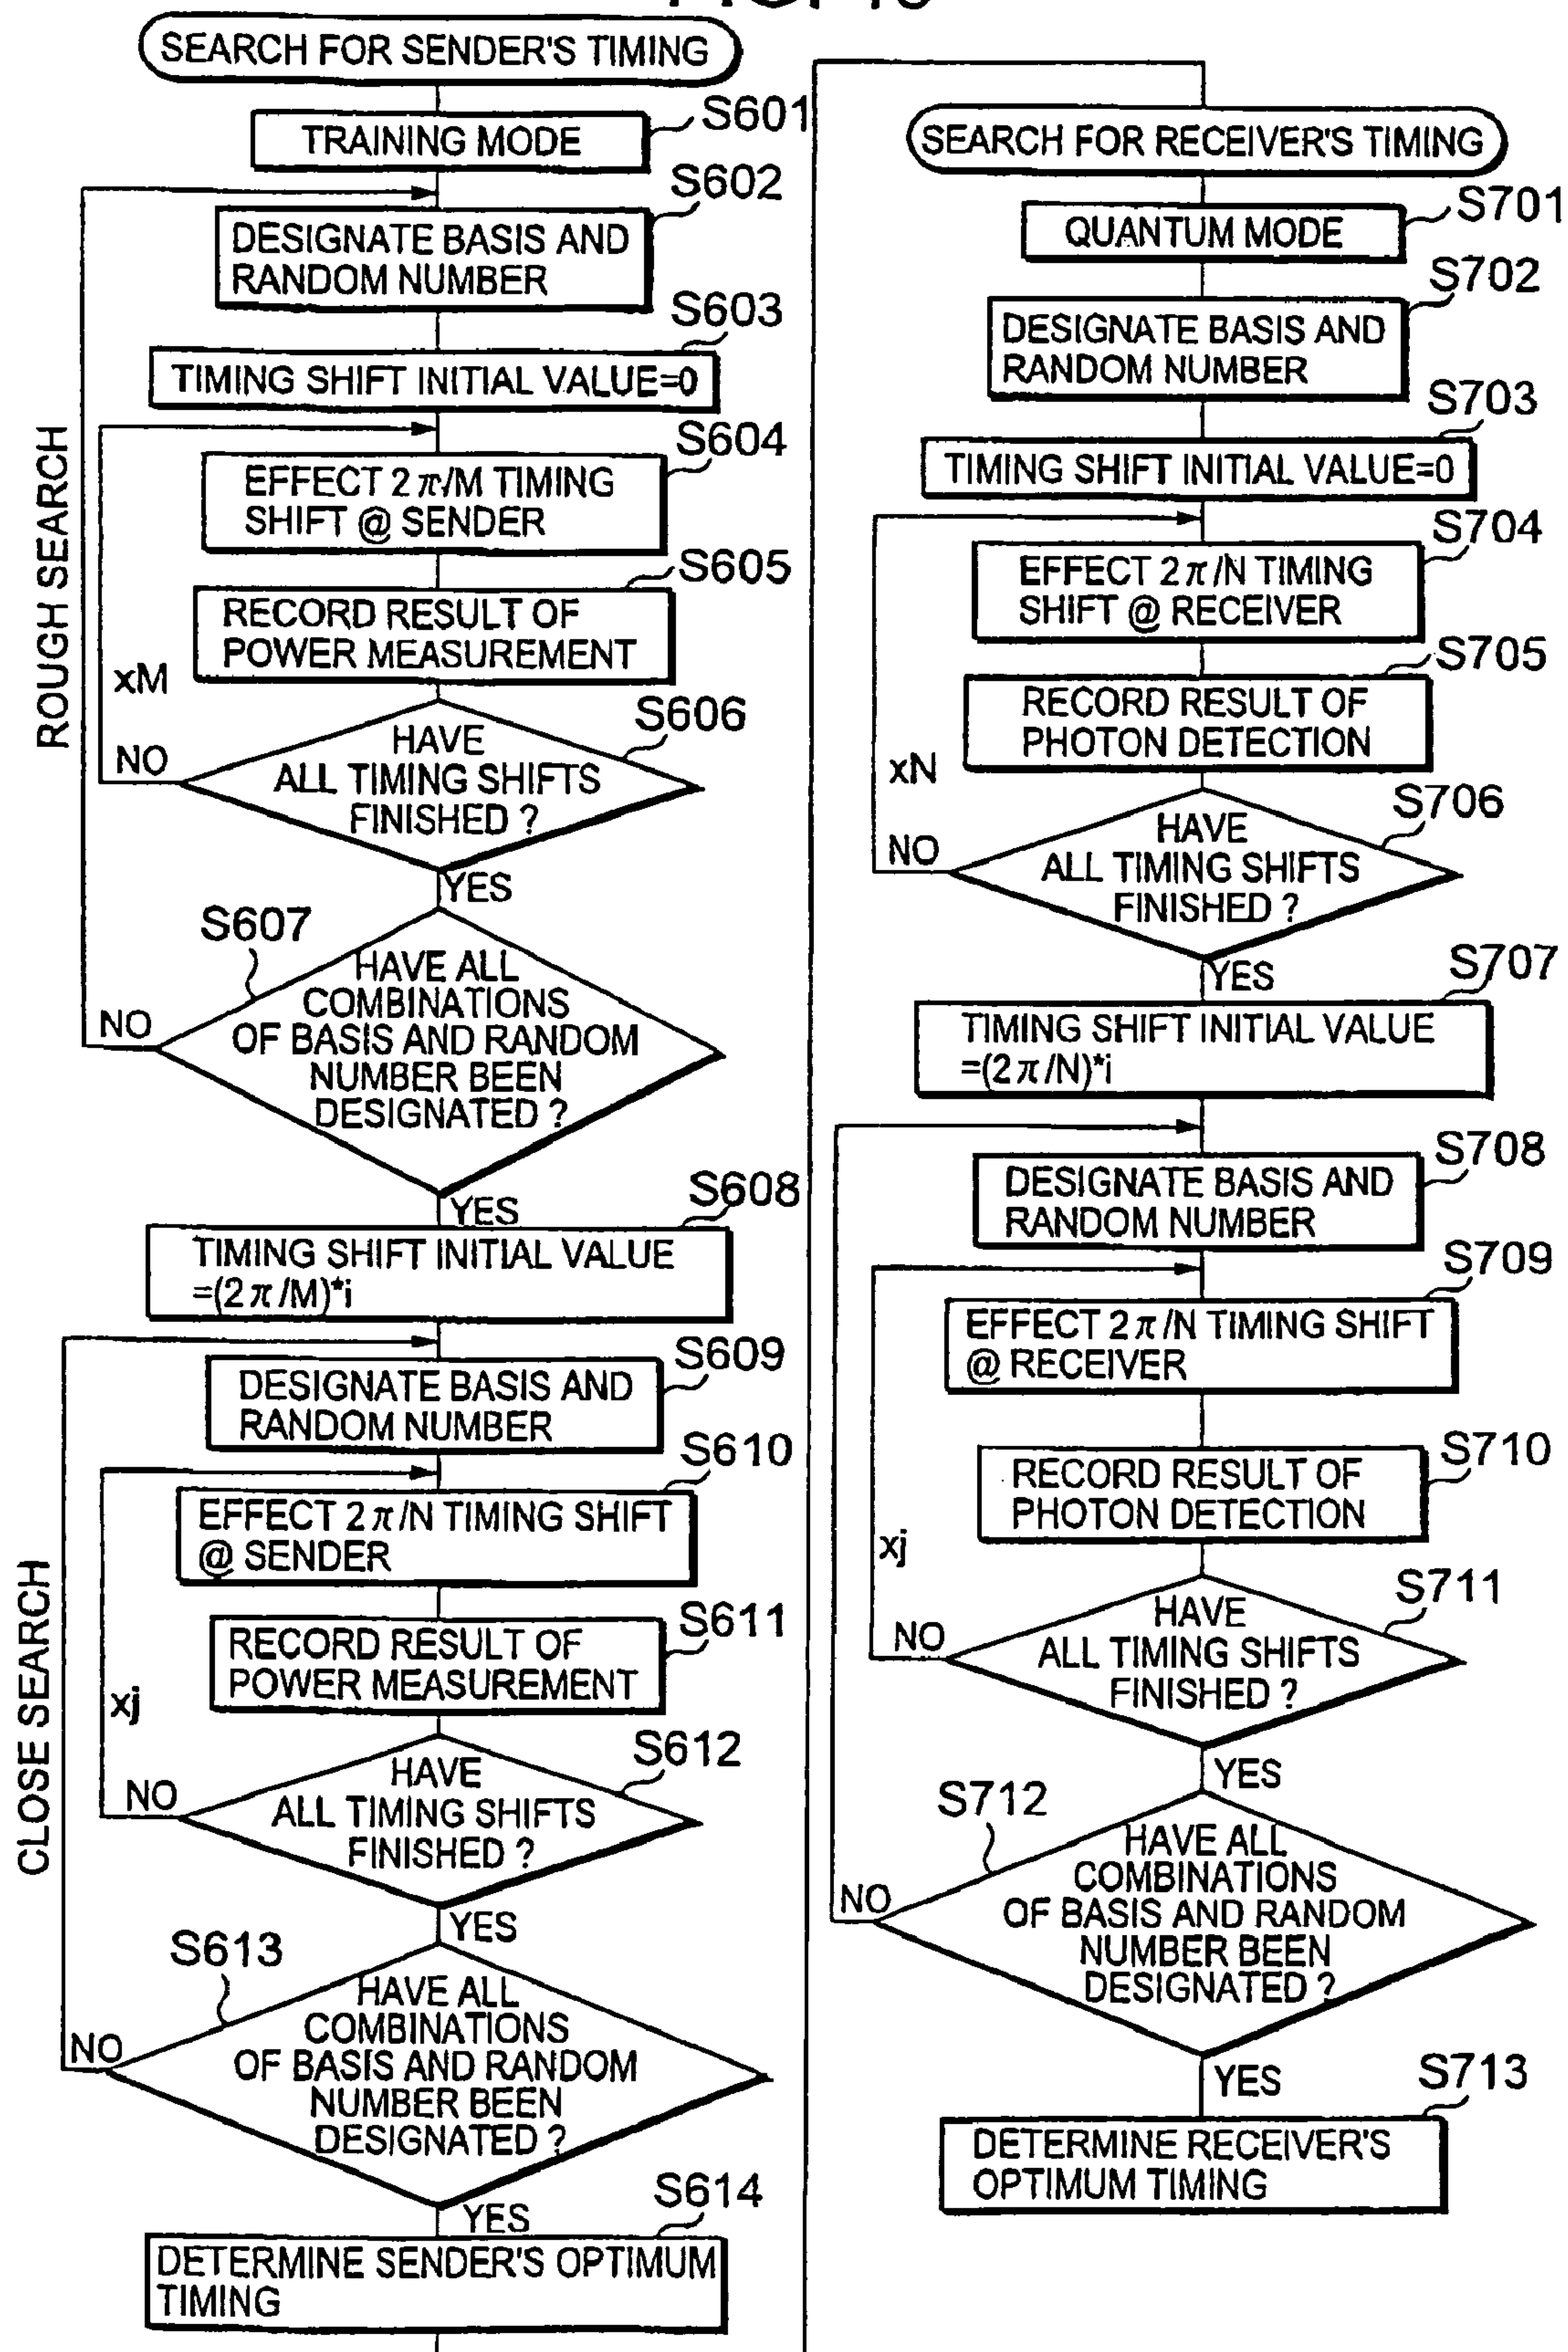 SEARCH FOR SENDER'S TIMING
S601
TRAINING MODE
S602
DESIGNATE BASIS AND
RANDOM NUMBER
S603
TIMING SHIFT INITIAL VALUE=0
S604
EFFECT 2π/M TIMING
SHIFT @ SENDER
S605
RECORD RESULT OF
POWER MEASUREMENT
xM
ROUGH SEARCH
S606
HAVE
ALL TIMING SHIFTS
FINISHED ?
NO
YES
S607
HAVE ALL
COMBINATIONS
OF BASIS AND RANDOM
NUMBER BEEN
DESIGNATED ?
NO
YES
S608
TIMING SHIFT INITIAL VALUE
=(2π/M)*i
S609
DESIGNATE BASIS AND
RANDOM NUMBER
S610
EFFECT 2π/N TIMING SHIFT
@ SENDER
S611
RECORD RESULT OF
POWER MEASUREMENT
xj
CLOSE SEARCH
S612
HAVE
ALL TIMING SHIFTS
FINISHED ?
NO
YES
S613
HAVE ALL
COMBINATIONS
OF BASIS AND RANDOM
NUMBER BEEN
DESIGNATED ?
NO
YES
S614
DETERMINE SENDER'S OPTIMUM
TIMING
SEARCH FOR RECEIVER'S TIMING
S701
QUANTUM MODE
S702
DESIGNATE BASIS AND
RANDOM NUMBER
S703
TIMING SHIFT INITIAL VALUE=0
S704
EFFECT 2π/N TIMING
SHIFT @ RECEIVER
S705
RECORD RESULT OF
PHOTON DETECTION
xN
S706
HAVE
ALL TIMING SHIFTS
FINISHED ?
NO
YES
S707
TIMING SHIFT INITIAL VALUE
=(2π/N)*i
S708
DESIGNATE BASIS AND
RANDOM NUMBER
S709
EFFECT 2π/N TIMING SHIFT
@ RECEIVER
S710
RECORD RESULT OF
PHOTON DETECTION
xj
S711
HAVE
ALL TIMING SHIFTS
FINISHED ?
NO
YES
S712
HAVE ALL
COMBINATIONS
OF BASIS AND RANDOM
NUMBER BEEN
DESIGNATED ?
NO
YES
S713
DETERMINE RECEIVER'S
OPTIMUM TIMING